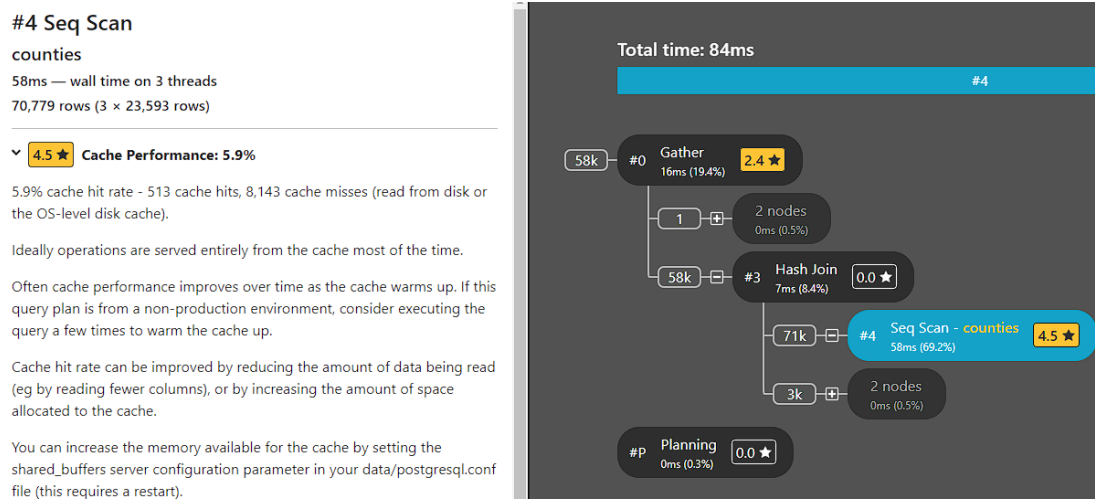 #4 Seq Scan
counties
58ms — wall time on 3 threads
70,779 rows (3 × 23,593 rows)
4.5 ★ Cache Performance: 5.9%
5.9% cache hit rate - 513 cache hits, 8,143 cache misses (read from disk or
the OS-level disk cache).
Ideally operations are served entirely from the cache most of the time.
Often cache performance improves over time as the cache warms up. If this
query plan is from a non-production environment, consider executing the
query a few times to warm the cache up.
Cache hit rate can be improved by reducing the amount of data being read
(eg by reading fewer columns), or by increasing the amount of space
allocated to the cache.
You can increase the memory available for the cache by setting the
shared_buffers server configuration parameter in your data/postgresql.conf
file (this requires a restart).
Total time: 84ms
#4
58k #0 Gather 2.4 ★
16ms (19.4%)
1 2 nodes
0ms (0.5%)
58k #3 Hash Join 0.0 ★
7ms (8.4%)
71k #4 Seq Scan - counties 4.5 ★
58ms (69.2%)
3k 2 nodes
0ms (0.5%)
#P Planning 0.0 ★
0ms (0.3%)